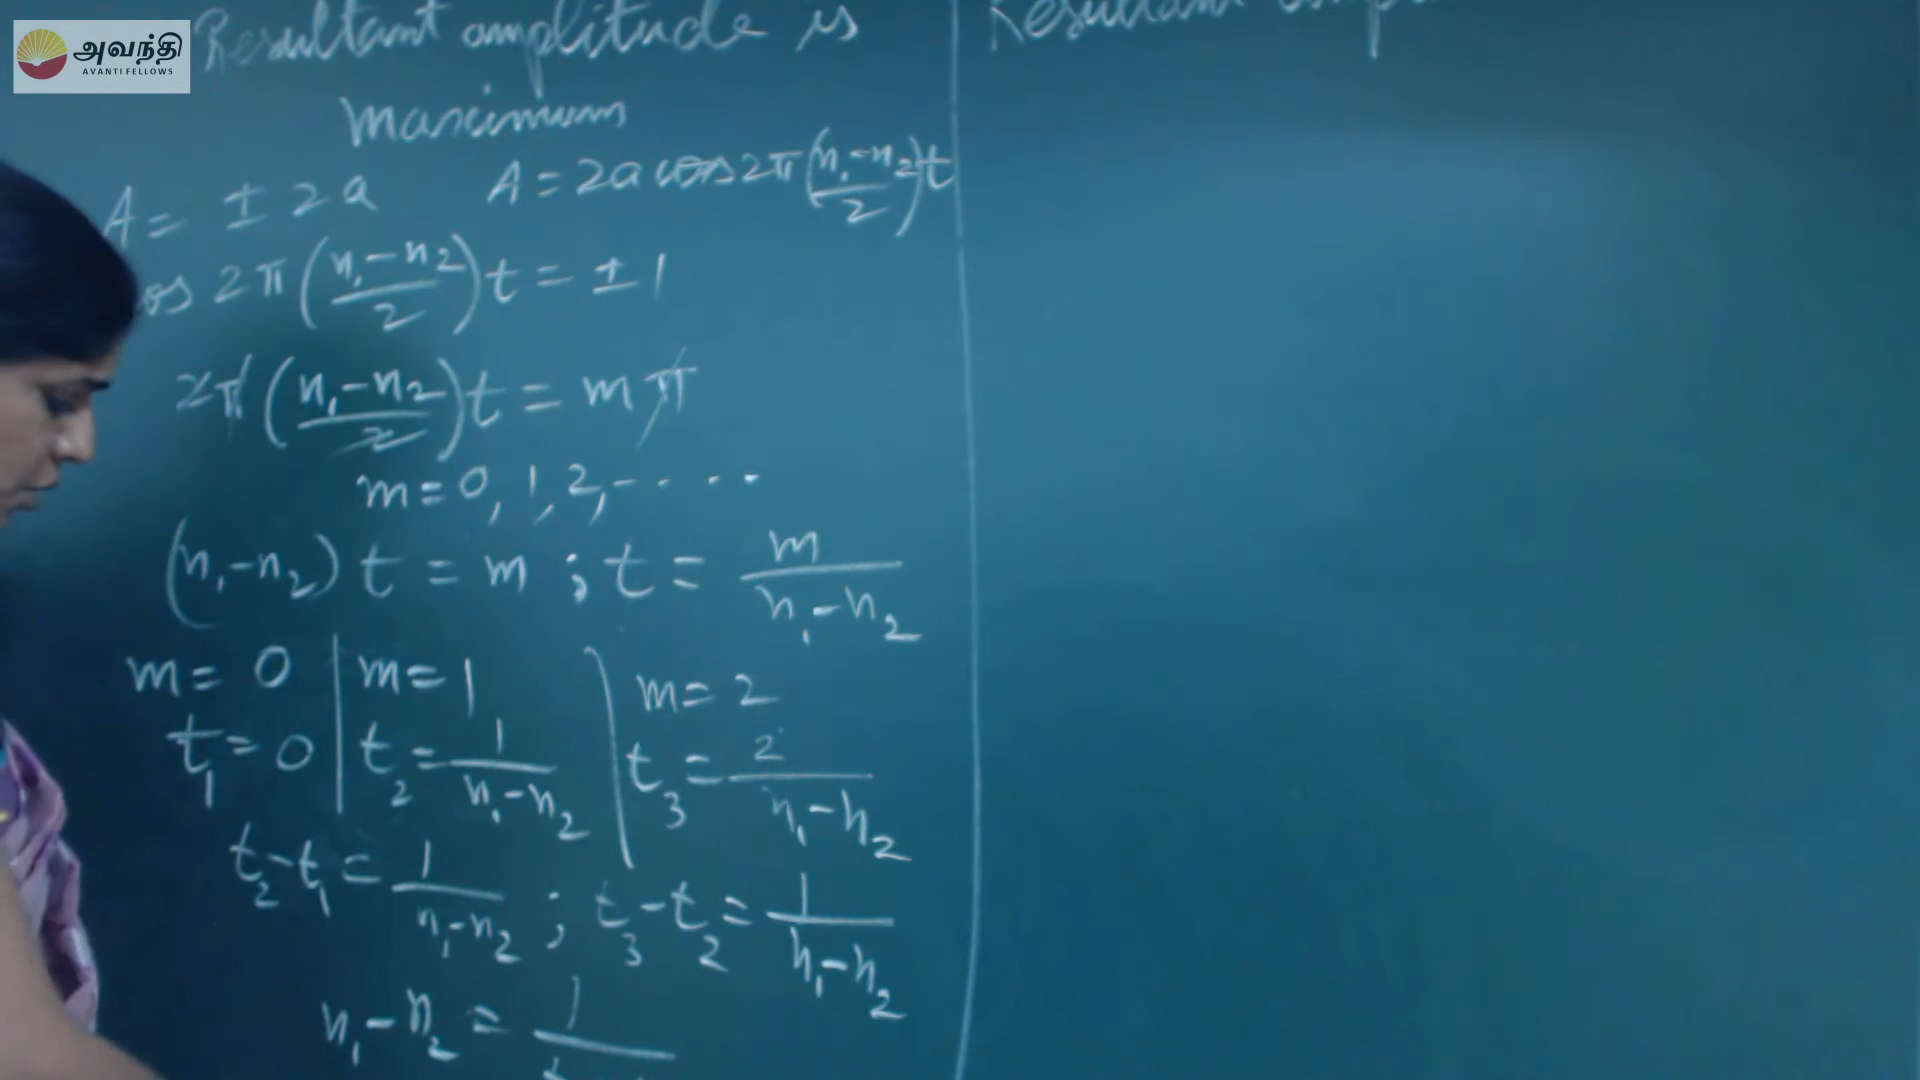 அவந்தி
AVANTI FELLOWS
Resultant amplitude is
maximum
A = ± 2a
A = 2a cos 2π (n₁-n₂/2) t
os 2π (n₁-n₂/2) t = ± 1
2π (n₁-n₂/2) t = mπ
m = 0, 1, 2, - . . .
(n₁-n₂) t = m ; t = m/n₁-n₂
m = 0 | m = 1 | m = 2
t₁ = 0 | t₂ = 1/n₁-n₂ | t₃ = 2/n₁-n₂
t₂-t₁ = 1/n₁-n₂ ; t₃-t₂ = 1/n₁-n₂
n₁-n₂ = 1/
Resultant